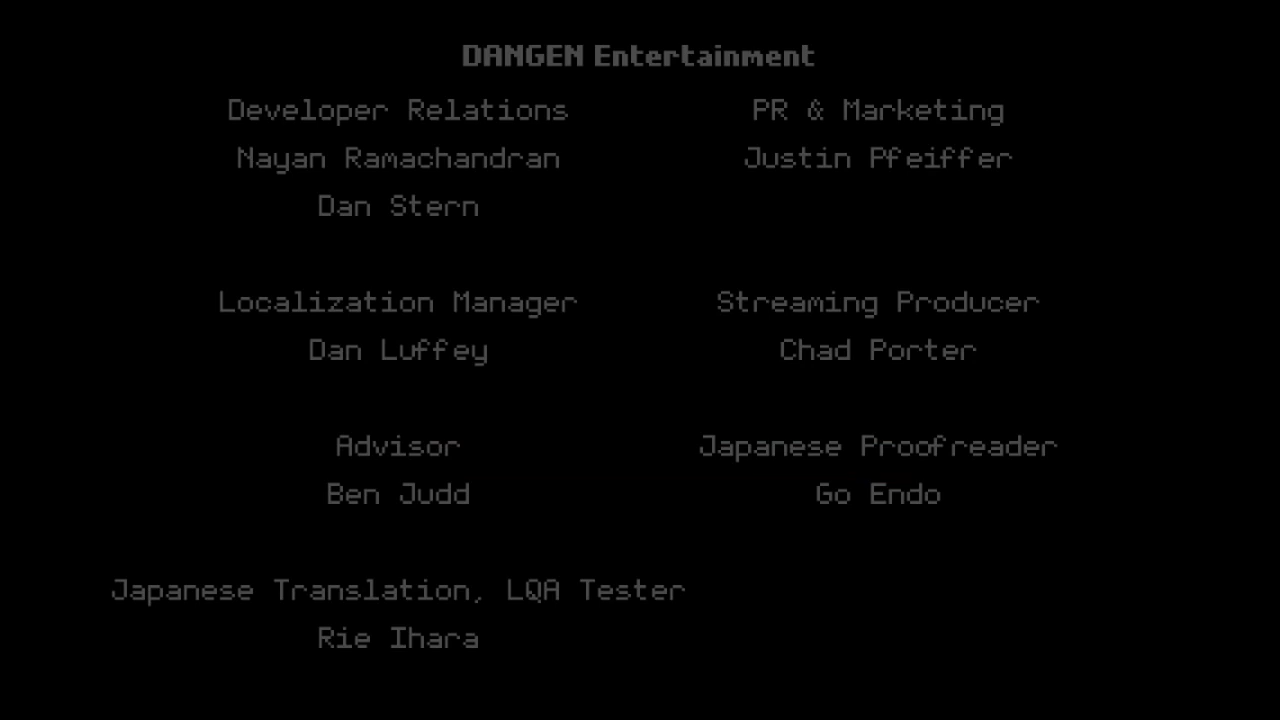 DANGEN Entertainment
Developer Relations
Nayan Ramachandran
Dan Stern
PR & Marketing
Justin Pfeiffer
Localization Manager
Dan Luffey
Streaming Producer
Chad Porter
Advisor
Ben Judd
Japanese Proofreader
Go Endo
Japanese Translation, LQA Tester
Rie Ihara